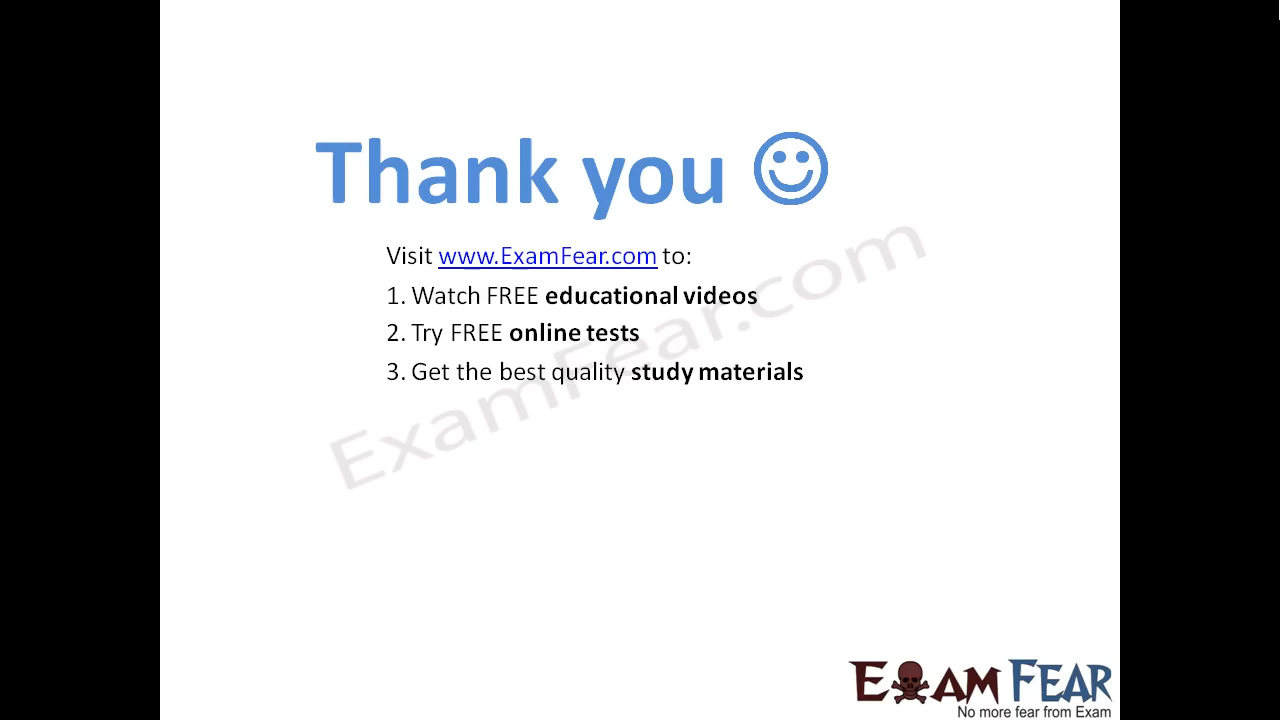 Thank you
Visit www.ExamFear.com to:
1. Watch FREE educational videos
2. Try FREE online tests
3. Get the best quality study materials
ExamFear.com
EXAM FEAR
No more fear from Exam